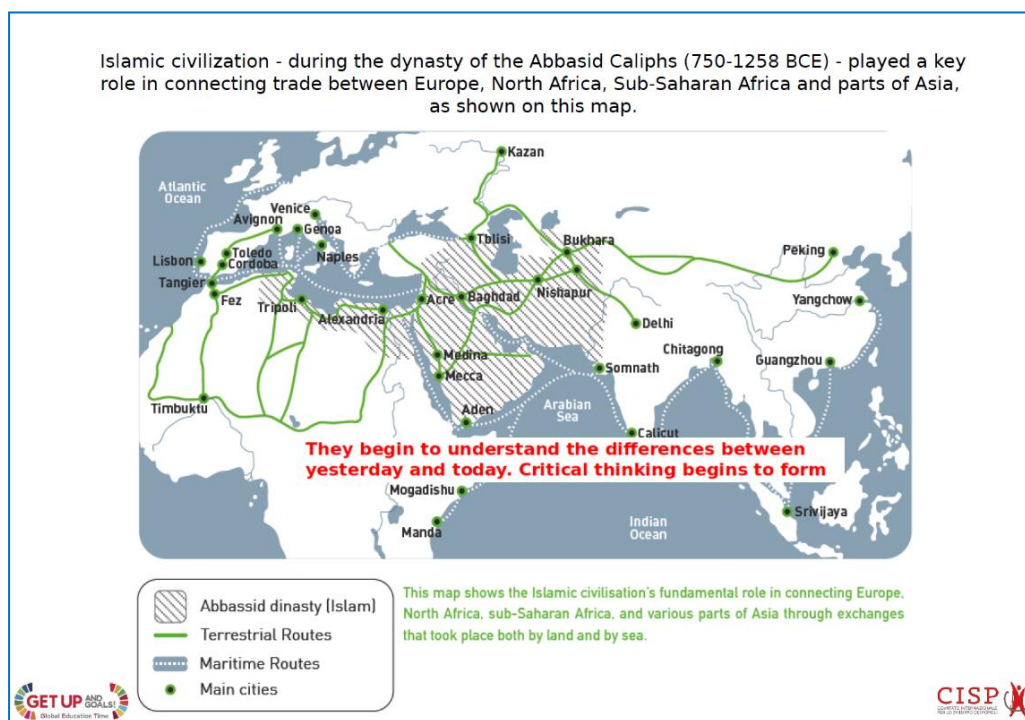 Islamic civilization - during the dynasty of the Abbasid Caliphs (750-1258 BCE) - played a key
role in connecting trade between Europe, North Africa, Sub-Saharan Africa and parts of Asia,
as shown on this map.
Kazan
Atlantic
Ocean
Venice
Avignon
Genoa
Tblisi
Bukhara
Peking
Lisbon
Toledo
Cordoba
Naples
Tangier
Fez
Tripoli
Alexandria
Acre
Baghdad
Nishapur
Yangchow
Delhi
Chitagong
Guangzhou
Medina
Mecca
Somnath
Timbuktu
Aden
Arabian
Sea
Calicut
They begin to understand the differences between
yesterday and today. Critical thinking begins to form
Mogadishu
Manda
Indian
Ocean
Srivijaya
Abbassid dinasty (Islam)
Terrestrial Routes
Maritime Routes
Main cities
This map shows the Islamic civilisation's fundamental role in connecting Europe,
North Africa, sub-Saharan Africa, and various parts of Asia through exchanges
that took place both by land and by sea.
GET UP AND GOALS!
Global Education Time
CISP